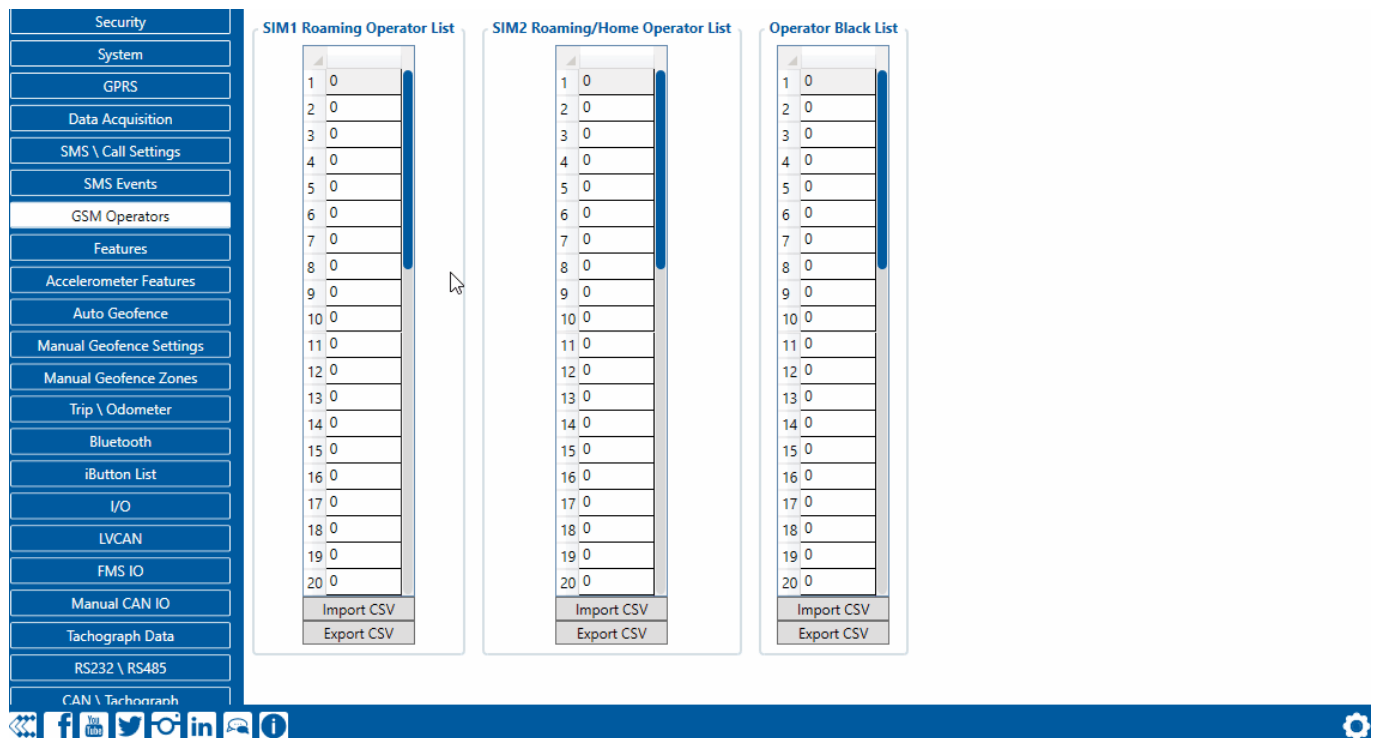 Security
System
GPRS
Data Acquisition
SMS \ Call Settings
SMS Events
GSM Operators
Features
Accelerometer Features
Auto Geofence
Manual Geofence Settings
Manual Geofence Zones
Trip \ Odometer
Bluetooth
iButton List
I/O
LVCAN
FMS IO
Manual CAN IO
Tachograph Data
RS232 \ RS485
CAN \ Tachograph
SIM1 Roaming Operator List
1 0
2 0
3 0
4 0
5 0
6 0
7 0
8 0
9 0
10 0
11 0
12 0
13 0
14 0
15 0
16 0
17 0
18 0
19 0
20 0
Import CSV
Export CSV
SIM2 Roaming/Home Operator List
1 0
2 0
3 0
4 0
5 0
6 0
7 0
8 0
9 0
10 0
11 0
12 0
13 0
14 0
15 0
16 0
17 0
18 0
19 0
20 0
Import CSV
Export CSV
Operator Black List
1 0
2 0
3 0
4 0
5 0
6 0
7 0
8 0
9 0
10 0
11 0
12 0
13 0
14 0
15 0
16 0
17 0
18 0
19 0
20 0
Import CSV
Export CSV
f You Tube in i